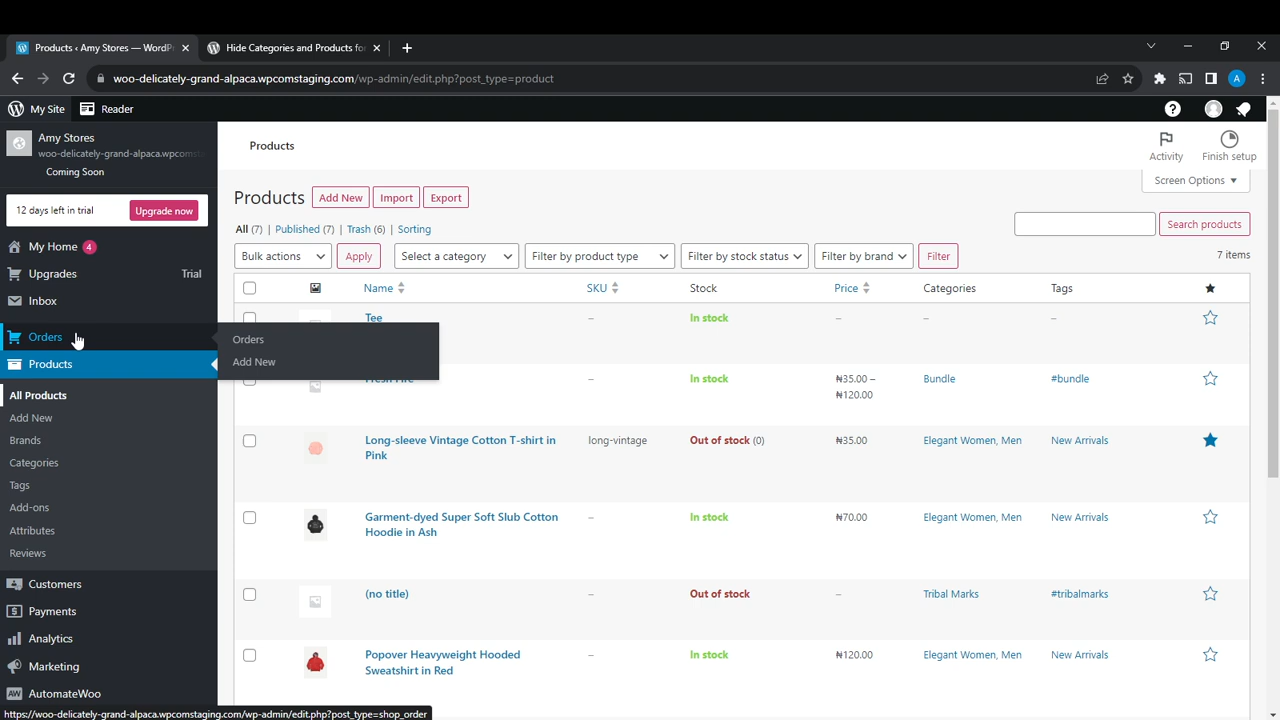 Products ‹ Amy Stores — WordP
Hide Categories and Products fo
woo-delicately-grand-alpaca.wpcomstaging.com/wp-admin/edit.php?post_type=product
A
My Site
Reader
Amy Stores
woo-delicately-grand-alpaca.wpcomsta
Coming Soon
Products
Activity
Finish setup
Screen Options
12 days left in trial
Upgrade now
Products
Add New
Import
Export
All (7) | Published (7) | Trash (6) | Sorting
Search products
My Home 4
Bulk actions
Apply
Select a category
Filter by product type
Filter by stock status
Filter by brand
Filter
7 items
Upgrades Trial
Name
SKU
Stock
Price
Categories
Tags
Inbox
Tee
–
In stock
–
–
–
Orders
Orders
Products
Add New
–
In stock
₦35.00 –
₦120.00
Bundle
#bundle
All Products
Add New
Brands
Long-sleeve Vintage Cotton T-shirt in
Pink
long-vintage
Out of stock (0)
₦35.00
Elegant Women, Men
New Arrivals
Categories
Tags
Add-ons
Garment-dyed Super Soft Slub Cotton
Hoodie in Ash
–
In stock
₦70.00
Elegant Women, Men
New Arrivals
Attributes
Reviews
Customers
(no title)
–
Out of stock
–
Tribal Marks
#tribalmarks
Payments
Analytics
Popover Heavyweight Hooded
Sweatshirt in Red
–
In stock
₦120.00
Elegant Women, Men
New Arrivals
Marketing
AutomateWoo
https://woo-delicately-grand-alpaca.wpcomstaging.com/wp-admin/edit.php?post_type=shop_order